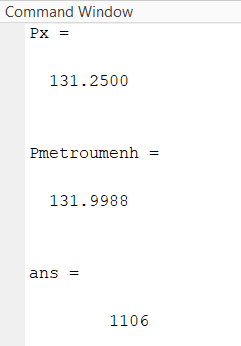 Command Window
Px =
131.2500
Pmetroumenh =
131.9988
ans =
1106